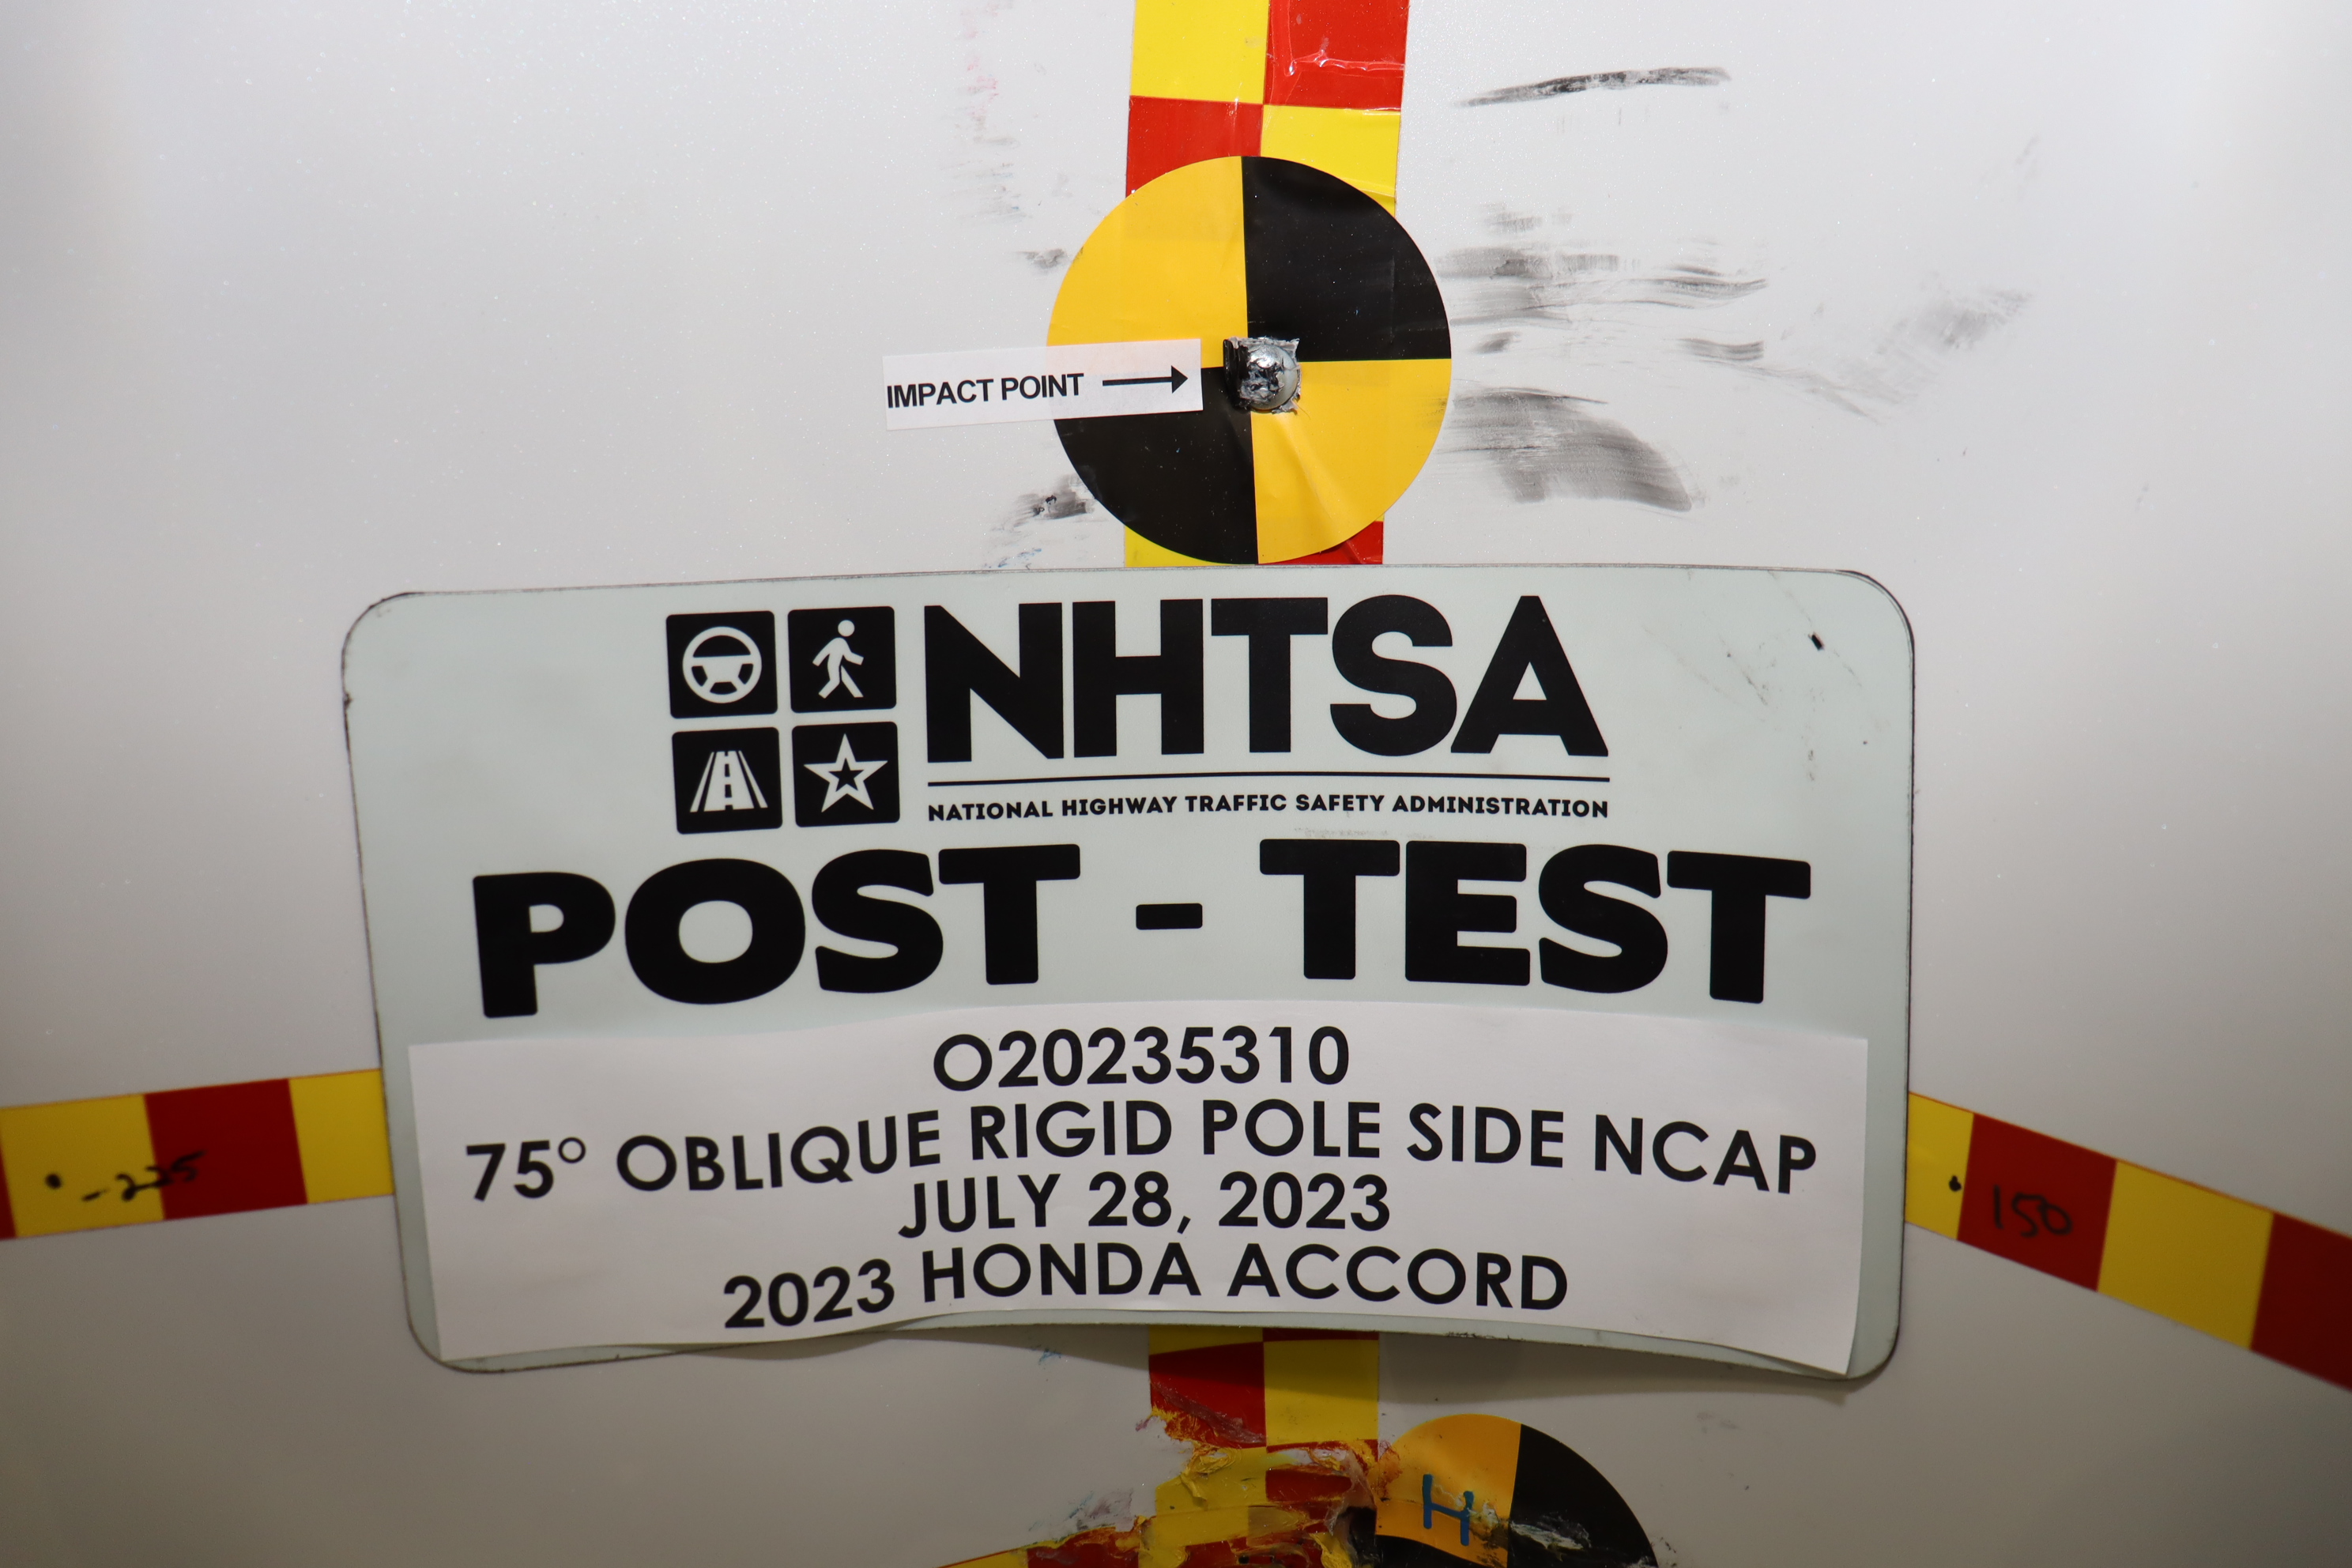 IMPACT POINT
NHTSA
NATIONAL HIGHWAY TRAFFIC SAFETY ADMINISTRATION
POST - TEST
O20235310
75° OBLIQUE RIGID POLE SIDE NCAP
JULY 28, 2023
2023 HONDA ACCORD
-225
150
H